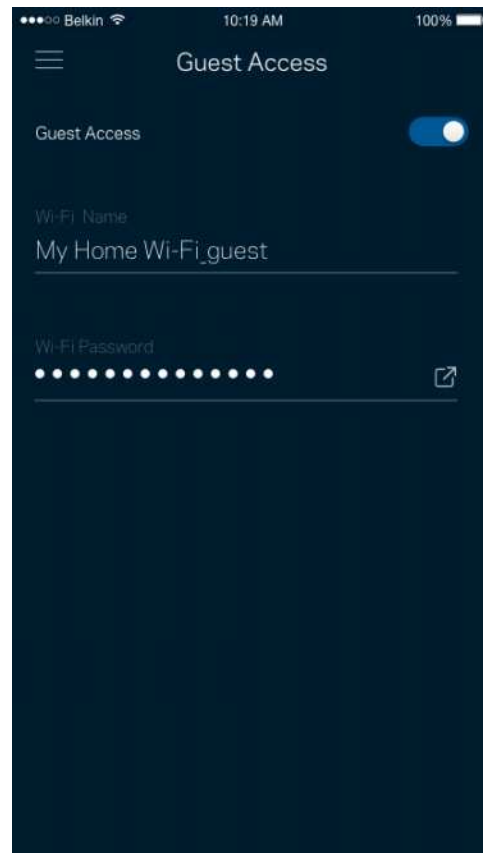 Belkin 10:19 AM 100%
Guest Access
Guest Access
Wi-Fi Name
My Home Wi-Fi_guest
Wi-Fi Password
••••••••••••••